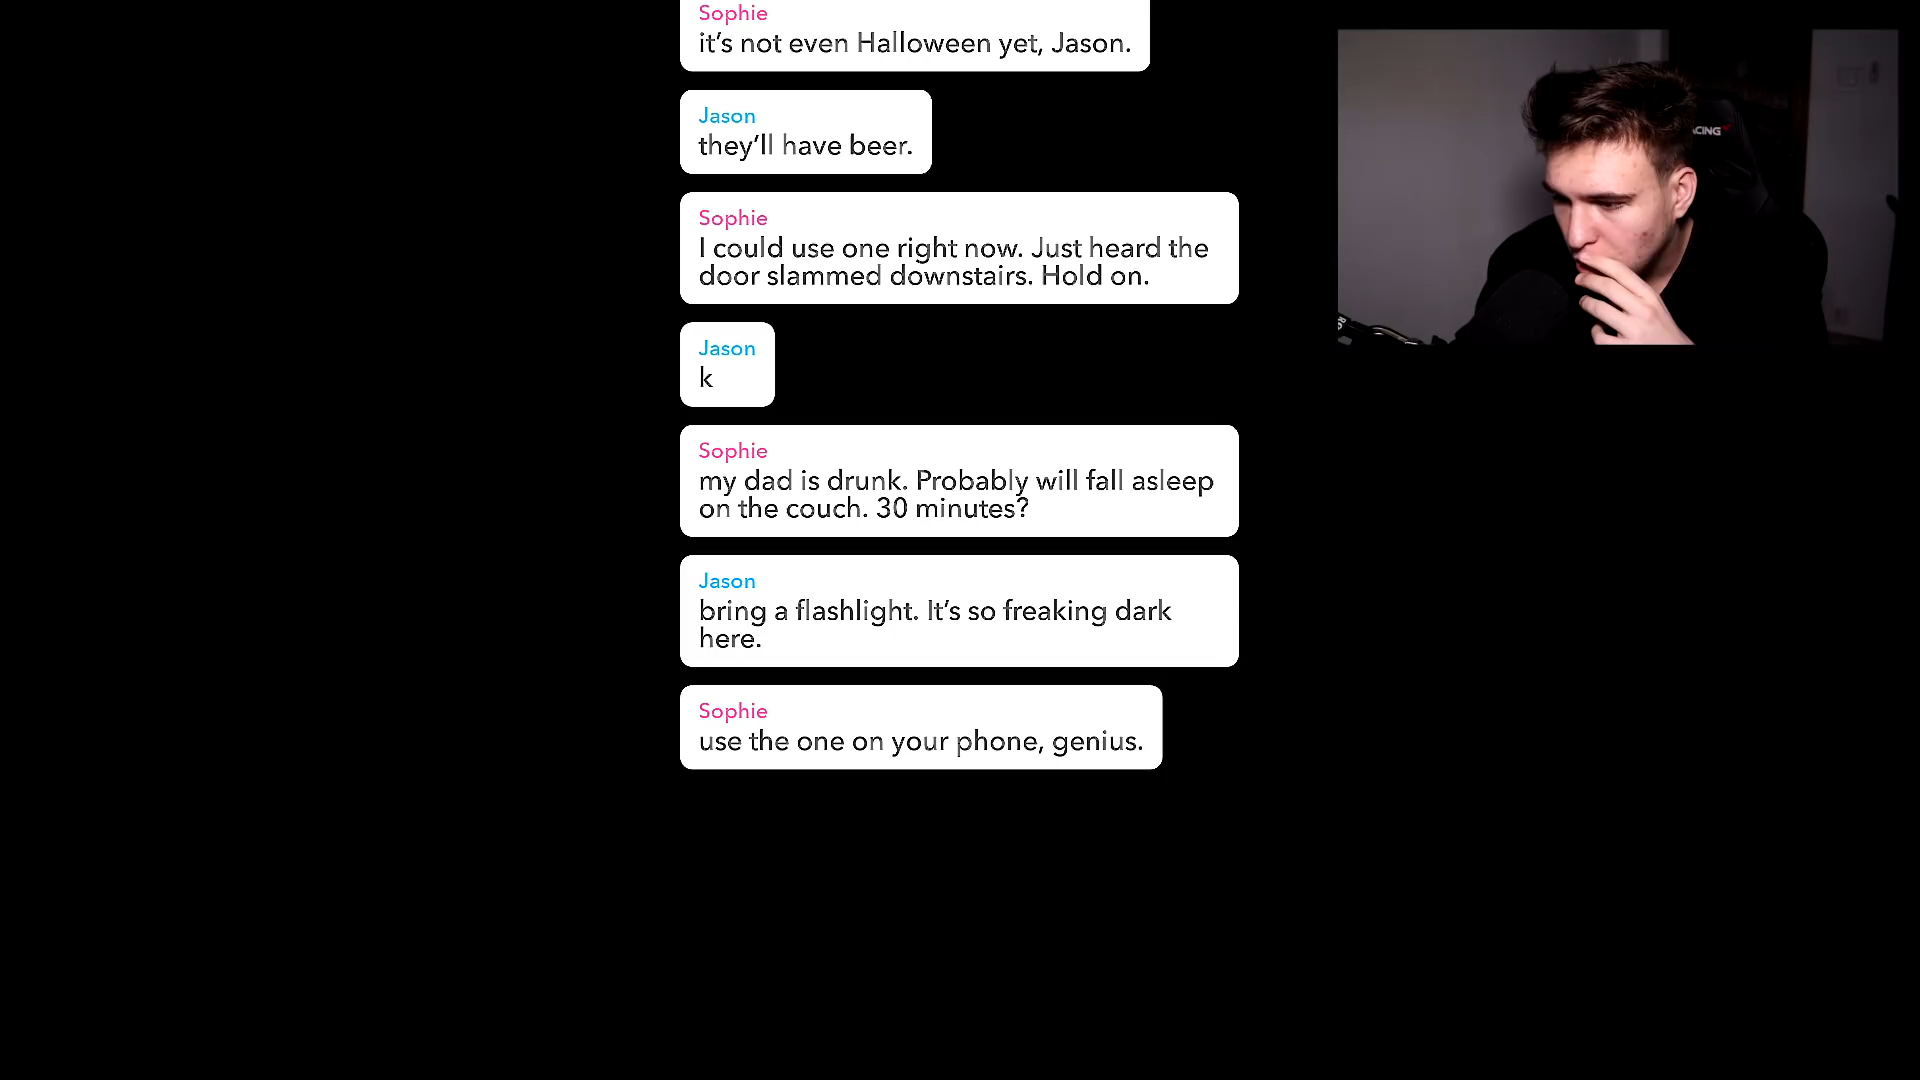 Sophie
it's not even Halloween yet, Jason.
Jason
they'll have beer.
Sophie
I could use one right now. Just heard the
door slammed downstairs. Hold on.
Jason
k
Sophie
my dad is drunk. Probably will fall asleep
on the couch. 30 minutes?
Jason
bring a flashlight. It's so freaking dark
here.
Sophie
use the one on your phone, genius.